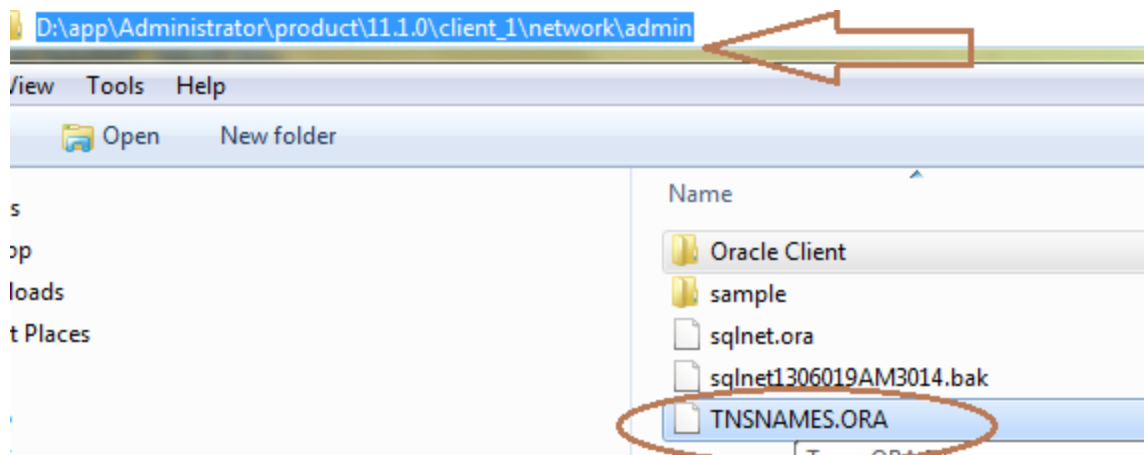 D:\app\Administrator\product\11.1.0\client_1\network\admin
View Tools Help
Open New folder
Name
Oracle Client
sample
sqlnet.ora
sqlnet1306019AM3014.bak
TNSNAMES.ORA
s
op
loads
t Places